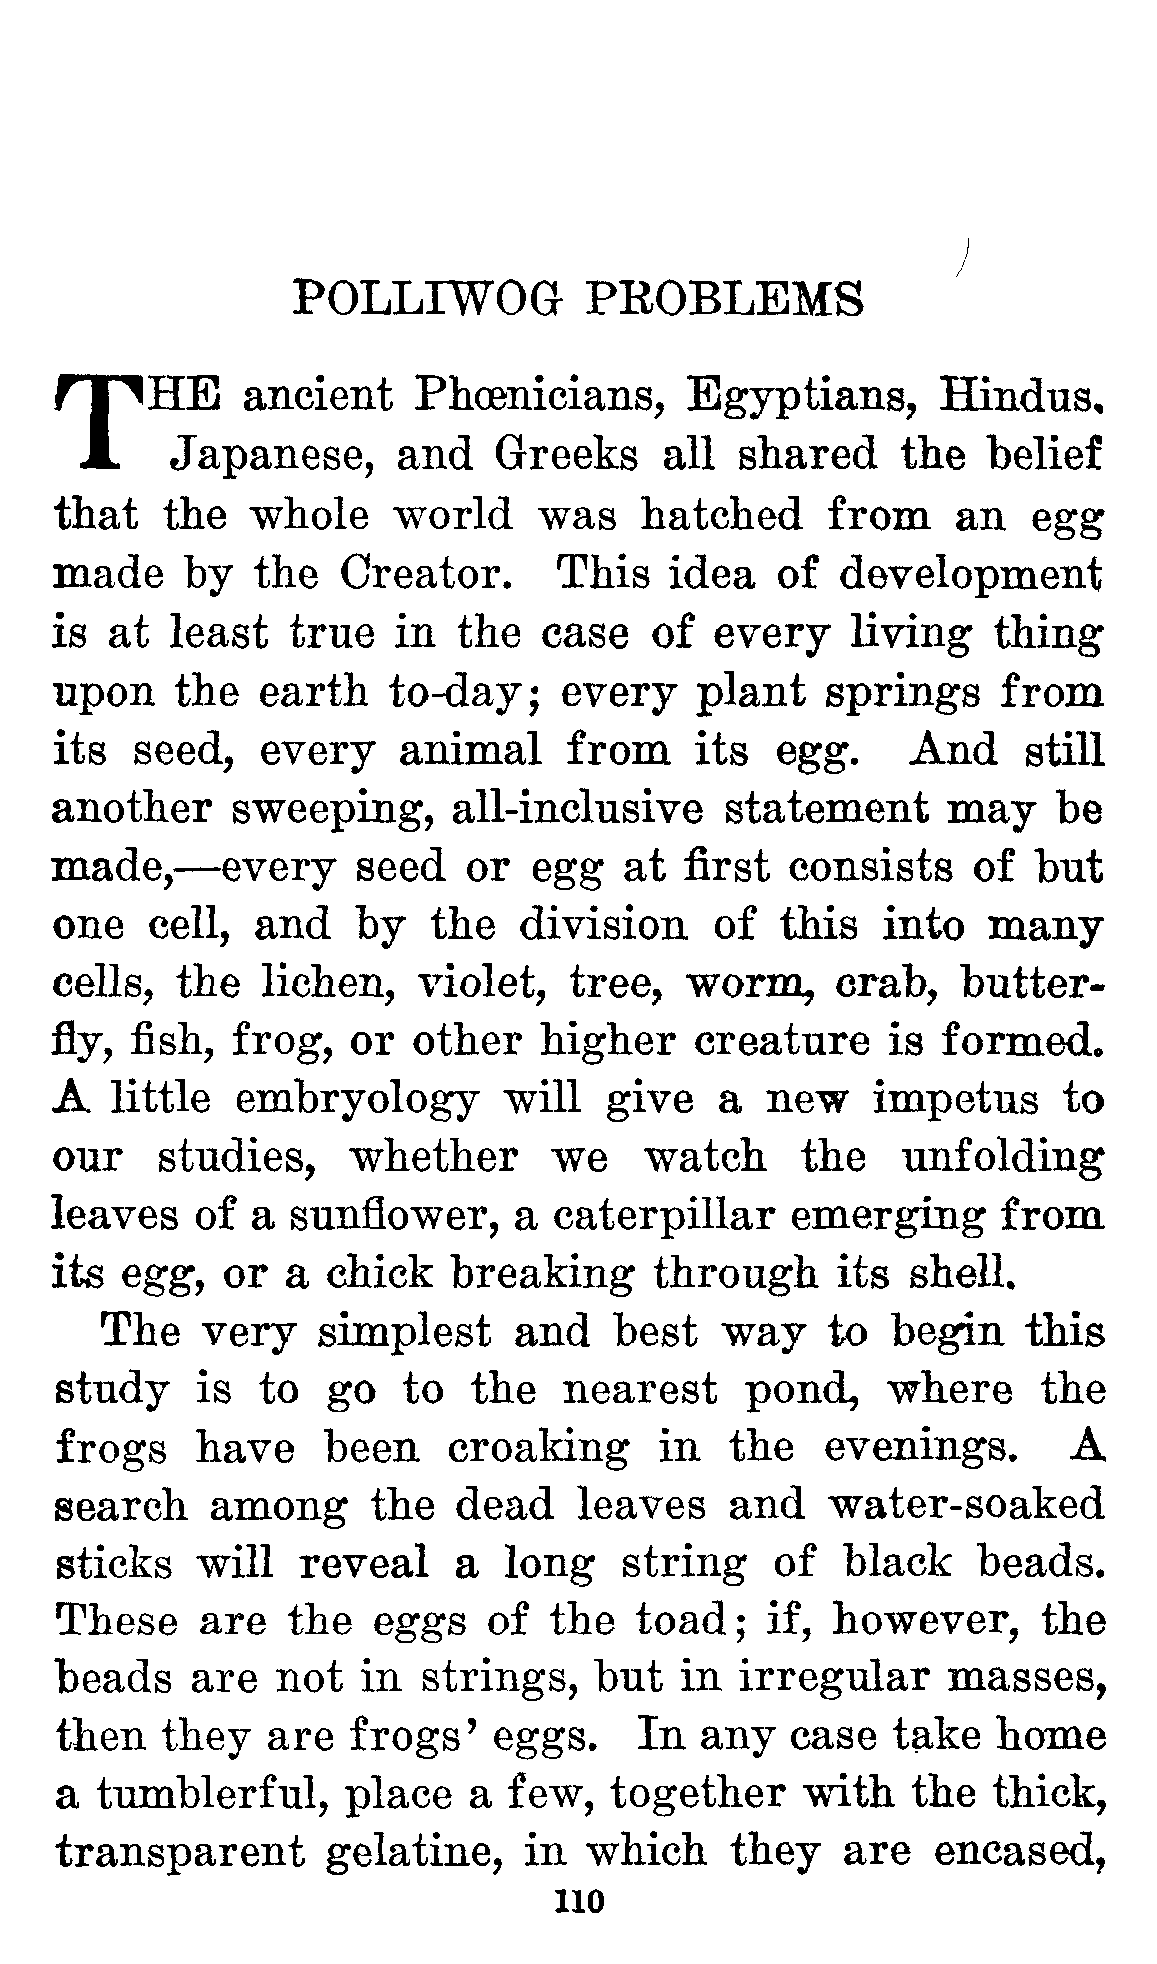 POLLIWOG PROBLEMS
THE ancient Phœnicians, Egyptians, Hindus,
Japanese, and Greeks all shared the belief
that the whole world was hatched from an egg
made by the Creator. This idea of development
is at least true in the case of every living thing
upon the earth to-day; every plant springs from
its seed, every animal from its egg. And still
another sweeping, all-inclusive statement may be
made,—every seed or egg at first consists of but
one cell, and by the division of this into many
cells, the lichen, violet, tree, worm, crab, butter-
fly, fish, frog, or other higher creature is formed.
A little embryology will give a new impetus to
our studies, whether we watch the unfolding
leaves of a sunflower, a caterpillar emerging from
its egg, or a chick breaking through its shell.
The very simplest and best way to begin this
study is to go to the nearest pond, where the
frogs have been croaking in the evenings. A
search among the dead leaves and water-soaked
sticks will reveal a long string of black beads.
These are the eggs of the toad; if, however, the
beads are not in strings, but in irregular masses,
then they are frogs' eggs. In any case take home
a tumblerful, place a few, together with the thick,
transparent gelatine, in which they are encased,
110